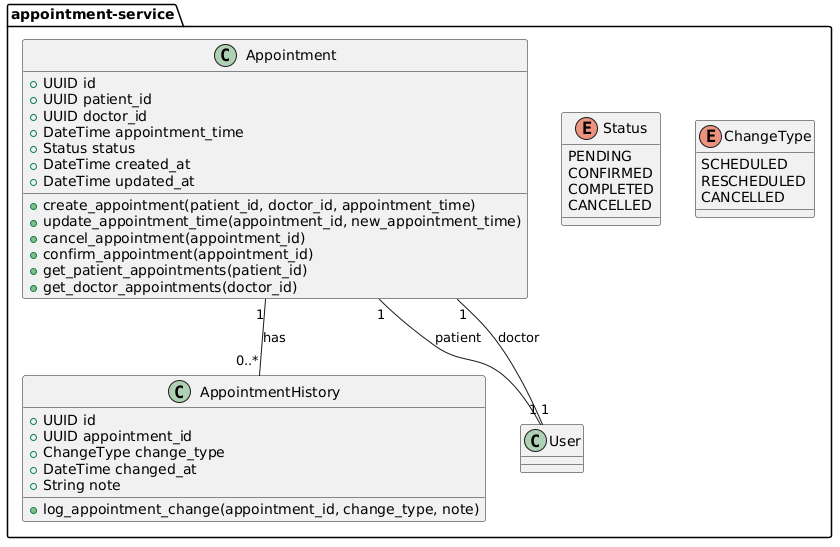 appointment-service
C Appointment
UUID id
UUID patient_id
UUID doctor_id
DateTime appointment_time
Status status
DateTime created_at
DateTime updated_at
create_appointment(patient_id, doctor_id, appointment_time)
update_appointment_time(appointment_id, new_appointment_time)
cancel_appointment(appointment_id)
confirm_appointment(appointment_id)
get_patient_appointments(patient_id)
get_doctor_appointments(doctor_id)
E Status
PENDING
CONFIRMED
COMPLETED
CANCELLED
E ChangeType
SCHEDULED
RESCHEDULED
CANCELLED
1
1
1
has
patient
doctor
0..*
1
1
C AppointmentHistory
UUID id
UUID appointment_id
ChangeType change_type
DateTime changed_at
String note
log_appointment_change(appointment_id, change_type, note)
C User